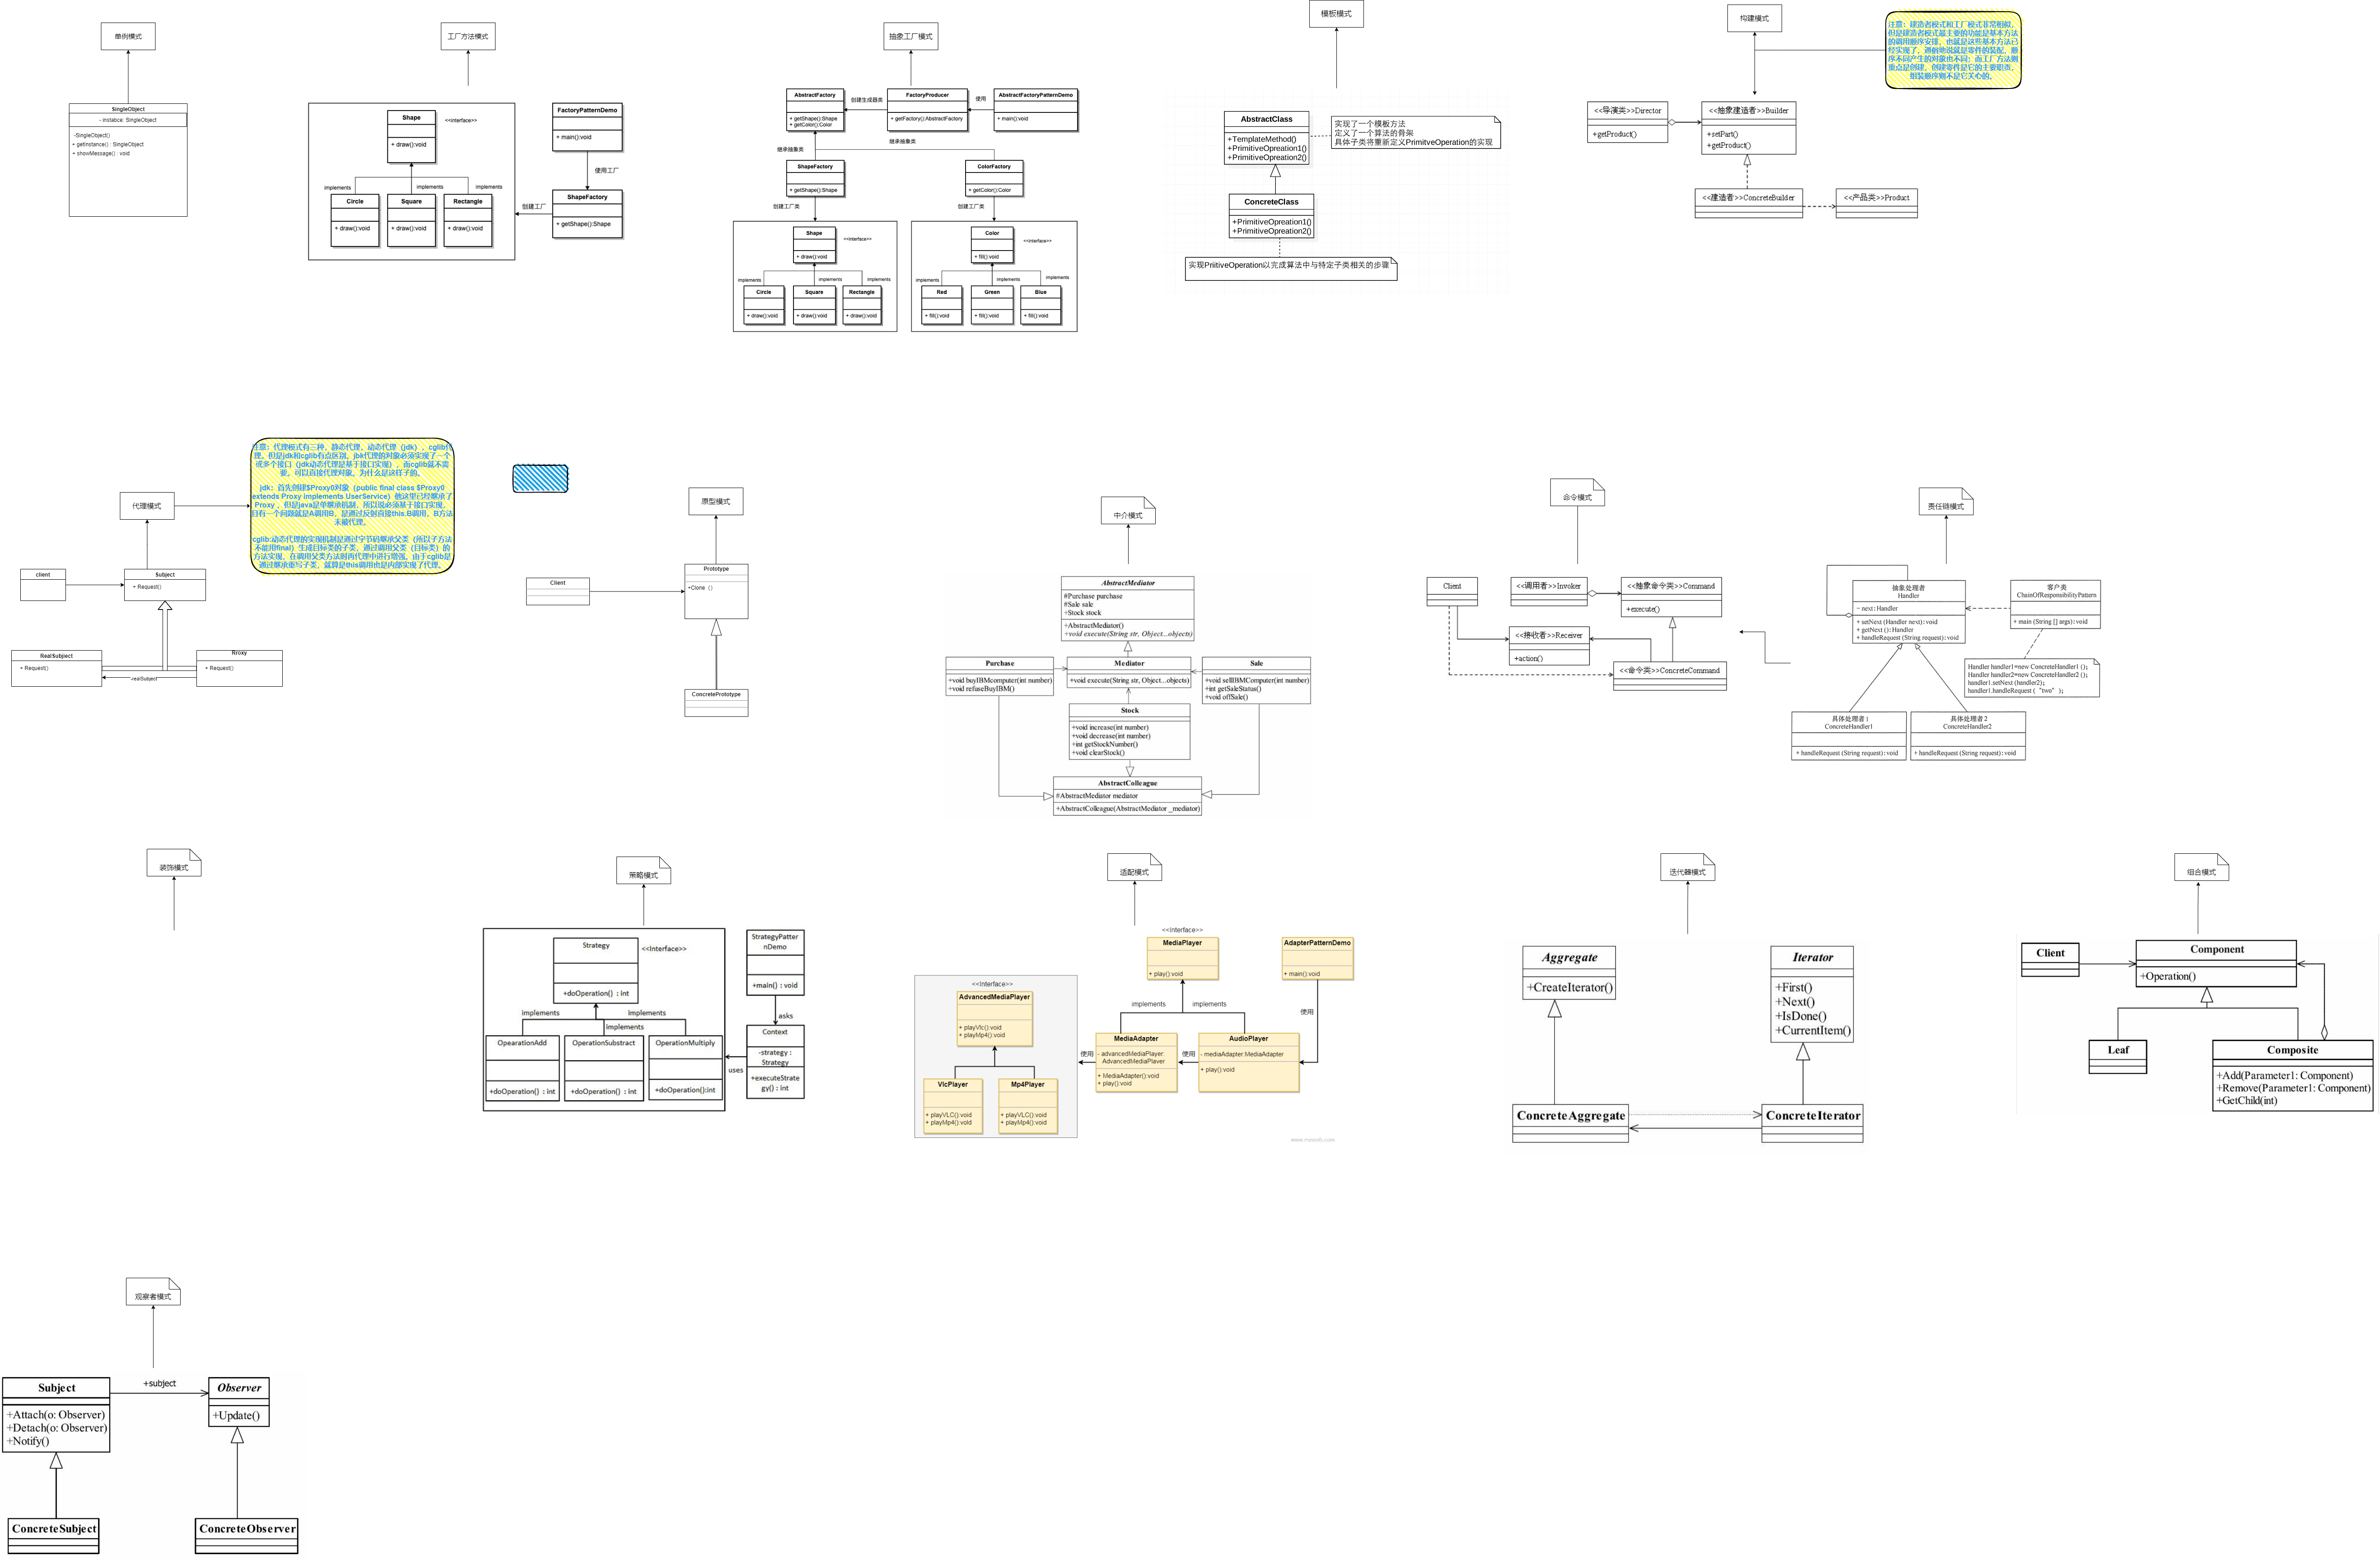 单例模式
SingleObject
- instabce: SingleObject
-SingleObject()
+ getInstance() : SingleObject
+ showMessage() : void
工厂方法模式
Shape
<<interface>>
+ draw():void
implements
implements
implements
Circle
+ draw():void
Square
+ draw():void
Rectangle
+ draw():void
FactoryPatternDemo
+ main():void
使用工厂
创建工厂
ShapeFactory
+ getShape():Shape
抽象工厂模式
AbstractFactory
+ getShape():Shape
+ getColor():Color
创建生成器类
FactoryProducer
+ getFactory():AbstractFactory
使用
AbstractFactoryPatternDemo
+ main():void
继承抽象类
继承抽象类
ShapeFactory
+ getShape():Shape
ColorFactory
+ getColor():Color
创建工厂类
创建工厂类
Shape
<<interface>>
+ draw():void
implements
implements
implements
Circle
+ draw():void
Square
+ draw():void
Rectangle
+ draw():void
Color
<<interface>>
+ fill():void
implements
implements
implements
Red
+ fill():void
Green
+ fill():void
Blue
+ fill():void
模板模式
AbstractClass
+TemplateMethod()
+PrimitiveOpreation1()
+PrimitiveOpreation2()
实现了一个模板方法
定义了一个算法的骨架
具体子类将重新定义PrimitveOperation的实现
ConcreteClass
+PrimitiveOpreation1()
+PrimitiveOpreation2()
实现PriitiveOperation以完成算法中与特定子类相关的步骤
构建模式
注意：建造者模式和工厂模式非常相似，
但是建造者模式最主要的功能是基本方法
的调用顺序安排，也就是这些基本方法已
经实现了，通俗地说就是零件的装配，顺
序不同产生的对象也不同；而工厂方法则
重点是创建，创建零件是它的主要职责，
组装顺序则不是它关心的。
<<导演类>>Director
+getProduct()
<<抽象建造者>>Builder
+setPart()
+getProduct()
<<建造者>>ConcreteBuilder
<<产品类>>Product
代理模式
注意：代理模式有三种，静态代理、动态代理（jdk）、cglib代
理。但是jdk和cglib有点区别，jbk代理的对象必须实现了一个
或多个接口（jdk动态代理是基于接口实现），而cglib就不需
要，可以直接代理对象。为什么是这样子的。
jdk：首先创建$Proxy0对象（public final class $Proxy0
extends Proxy implements UserService）他这里已经继承了
Proxy ，但是java是单继承机制，所以说必须基于接口实现。
且有一个问题就是A调用B，是通过反射直接this.B调用，B方法
未被代理。
cglib:动态代理的实现机制是通过字节码继承父类（所以子方法
不能用final）生成目标类的子类，通过调用父类（目标类）的
方法实现，在调用父类方法时再代理中进行增强，由于cglib是
通过继承重写子类，就算是this调用也是内部实现了代理。
client
Subject
+ Request()
RealSubject
+ Request()
Rroxy
+ Request()
-realSubject
原型模式
Client
Prototype
+Clone（）
ConcretePrototype
中介模式
AbstractMediator
#Purchase purchase
#Sale sale
+Stock stock
+AbstractMediator()
+void execute(String str, Object...objects)
Purchase
+void buyIBMcomputer(int number)
+void refuseBuyIBM()
Mediator
+void execute(String str, Object...objects)
Sale
+void sellIBMComputer(int number)
+int getSaleStatus()
+void offSale()
Stock
+void increase(int number)
+void decrease(int number)
+int getStockNumber()
+void clearStock()
AbstractColleague
#AbstractMediator mediator
+AbstractColleague(AbstractMediator _mediator)
命令模式
Client
<<调用者>>Invoker
<<抽象命令类>>Command
+execute()
<<接收者>>Receiver
+action()
<<命令类>>ConcreteCommand
责任链模式
抽象处理者
Handler
− next:Handler
+ setNext (Handler next):void
+ getNext ():Handler
+ handleRequest (String request):void
客户类
ChainOfResponsibilityPattern
+ main (String [] args):void
Handler handler1=new ConcreteHandler1 ();
Handler handler2=new ConcreteHandler2 ();
handler1.setNext (handler2);
handler1.handleRequest (“two”);
具体处理者1
ConcreteHandler1
+ handleRequest (String request):void
具体处理者2
ConcreteHandler2
+ handleRequest (String request):void
装饰模式
策略模式
Strategy
<<Interface>>
+doOperation() : int
implements
implements
implements
OpearationAdd
+doOperation() : int
OperationSubstract
+doOperation() : int
OperationMultiply
+doOperation():int
StrategyPatter
nDemo
+main() : void
asks
Context
-strategy :
Strategy
+executeStrate
gy() : int
uses
适配模式
<<Interface>>
MediaPlayer
+ play():void
AdapterPatternDemo
+ main():void
<<Interface>>
AdvancedMediaPlayer
+ playVlc():void
+ playMp4():void
implements
implements
使用
MediaAdapter
- advancedMediaPlayer:
AdvancedMediaPlaver
+ MediaAdapter():void
+ play():void
使用
使用
AudioPlayer
- mediaAdapter:MediaAdapter
+ play():void
VlcPlayer
+ playVLC():void
+ playMp4():void
Mp4Player
+ playVLC():void
+ playMp4():void
迭代器模式
Aggregate
+CreateIterator()
Iterator
+First()
+Next()
+IsDone()
+CurrentItem()
ConcreteAggregate
ConcreteIterator
组合模式
Client
Component
+Operation()
Leaf
Composite
+Add(Parameter1: Component)
+Remove(Parameter1: Component)
+GetChild(int)
观察者模式
Subject
+Attach(o: Observer)
+Detach(o: Observer)
+Notify()
+subject
Observer
+Update()
ConcreteSubject
ConcreteObserver